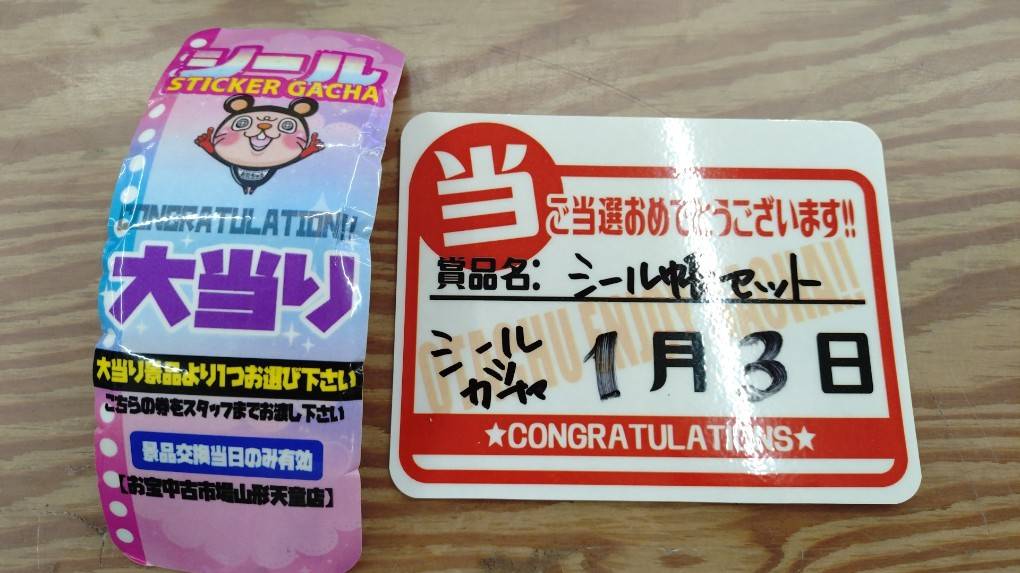 シール
STICKER GACHA
CONGRATULATION!!
大当り
大当り景品より1つお選び下さい
こちらの券をスタッフまでお渡し下さい
景品交換当日のみ有効
【お宝中古市場山形天童店】
当
ご当選おめでとうございます!!
賞品名: シール帳セット
シール
ガチャ
1月3日
★CONGRATULATIONS★